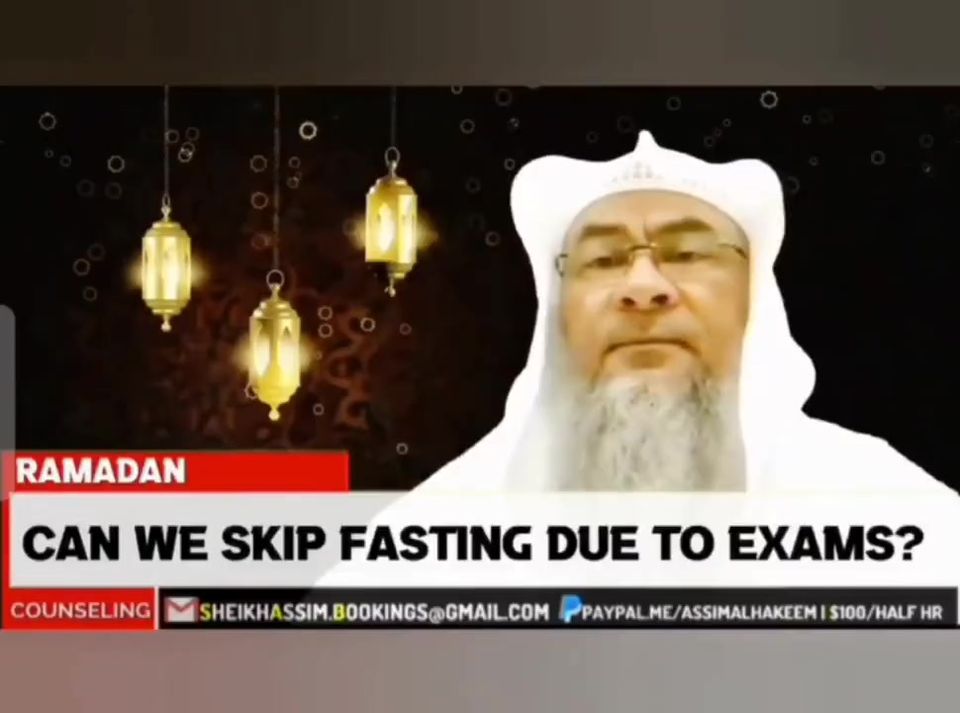 RAMADAN
CAN WE SKIP FASTING DUE TO EXAMS?
COUNSELING SHEIKHASSIM.BOOKINGS@GMAIL.COM PAYPAL.ME/ASSIMALHAKEEM | $100/HALF HR